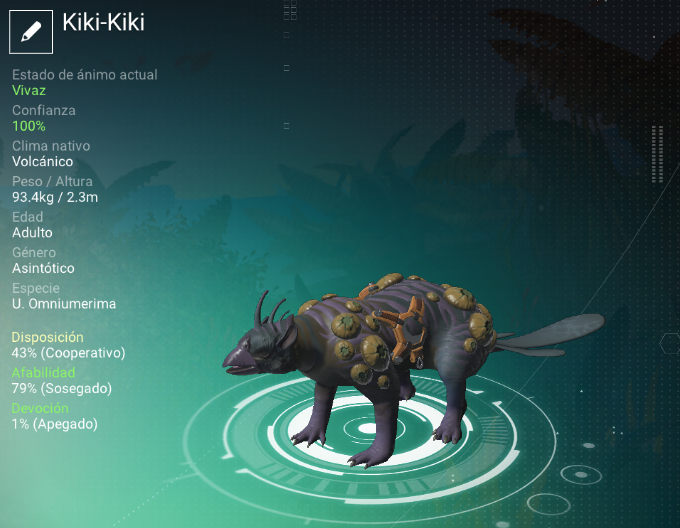 Kiki-Kiki
Estado de ánimo actual
Vivaz
Confianza
100%
Clima nativo
Volcánico
Peso / Altura
93.4kg / 2.3m
Edad
Adulto
Género
Asintótico
Especie
U. Omniumerima
Disposición
43% (Cooperativo)
Afabilidad
79% (Sosegado)
Devoción
1% (Apegado)